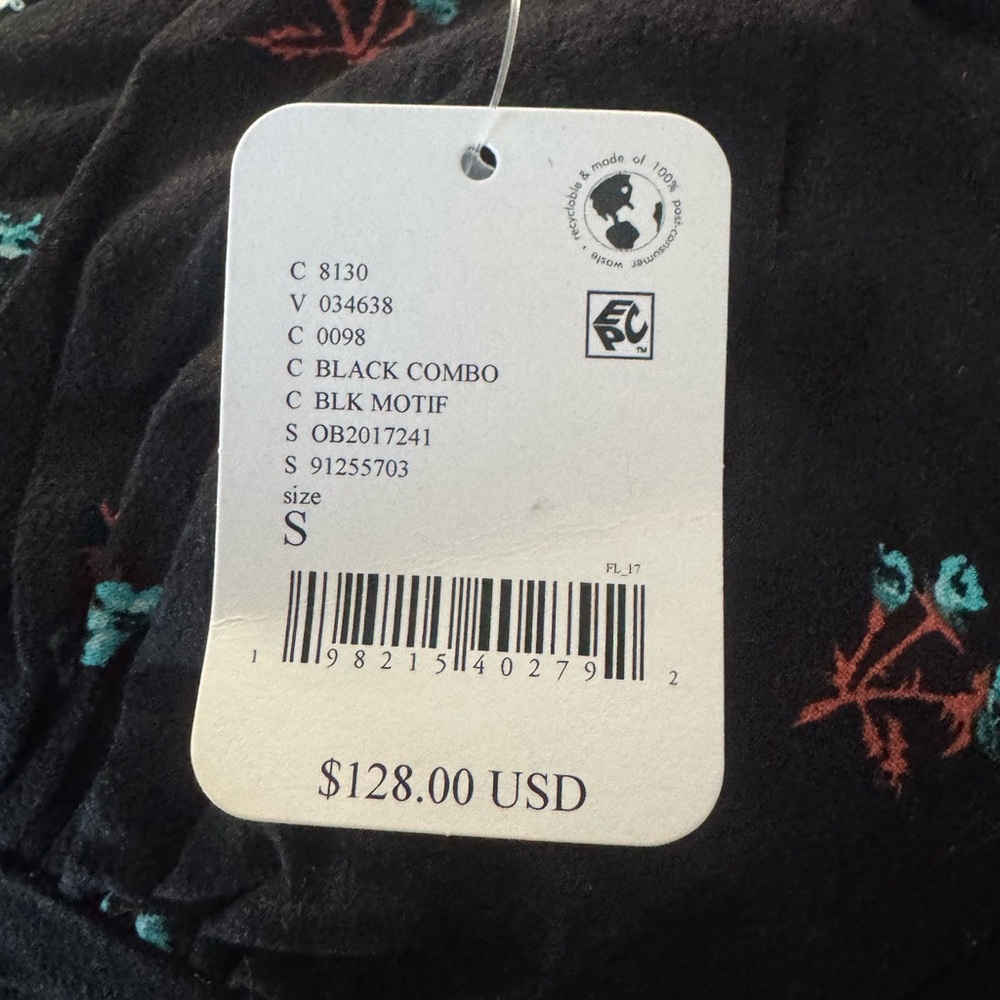 recyclable & made of 100% post-consumer waste •
C 8130
V 034638
EPC™
C 0098
C BLACK COMBO
C BLK MOTIF
S OB2017241
S 91255703
size
S
FL_17
1 98215 40279 2
$128.00 USD